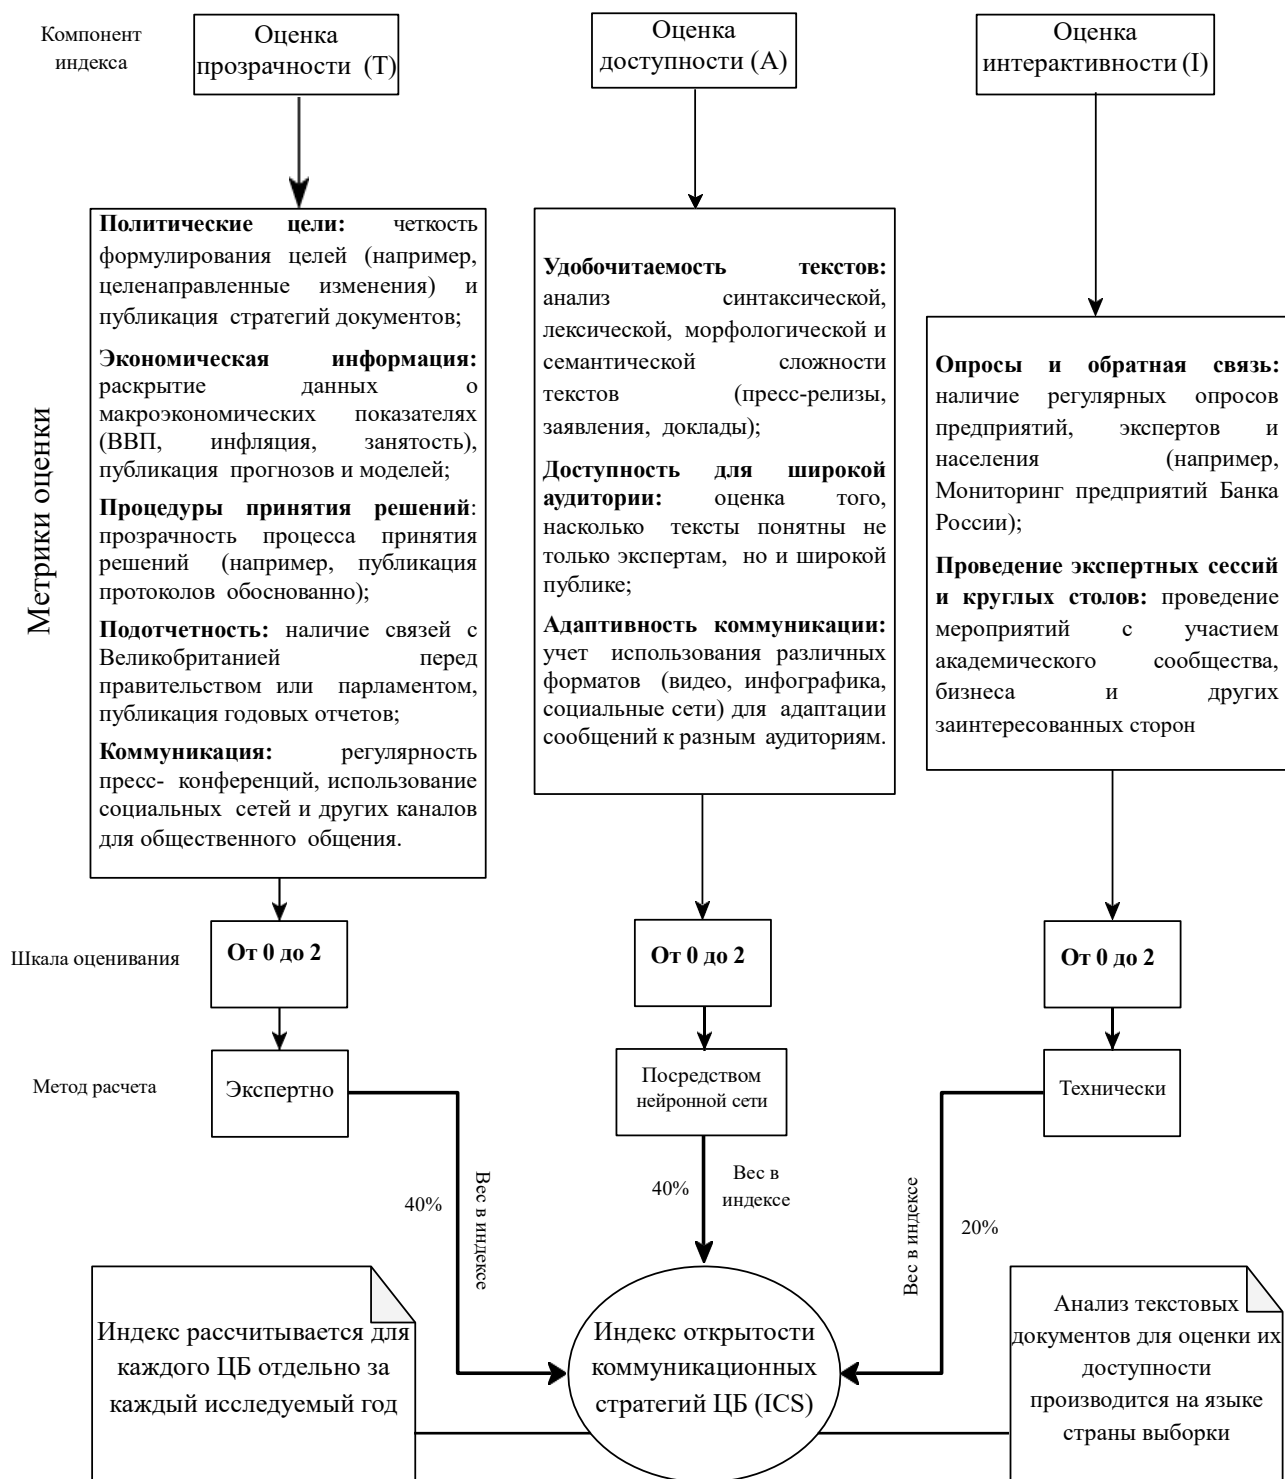 Компонент
индекса
Оценка
прозрачности (T)
Оценка
доступности (A)
Оценка
интерактивности (I)
Метрики оценки
Политические цели: четкость
формулирования целей (например,
целенаправленные изменения) и
публикация стратегий документов;
Экономическая информация:
раскрытие данных о
макроэкономических показателях
(ВВП, инфляция, занятость),
публикация прогнозов и моделей;
Процедуры принятия решений:
прозрачность процесса принятия
решений (например, публикация
протоколов обоснованно);
Подотчетность: наличие связей с
Великобританией перед
правительством или парламентом,
публикация годовых отчетов;
Коммуникация: регулярность
пресс- конференций, использование
социальных сетей и других каналов
для общественного общения.
Удобочитаемость текстов:
анализ синтаксической,
лексической, морфологической и
семантической сложности
текстов (пресс-релизы,
заявления, доклады);
Доступность для широкой
аудитории: оценка того,
насколько тексты понятны не
только экспертам, но и широкой
публике;
Адаптивность коммуникации:
учет использования различных
форматов (видео, инфографика,
социальные сети) для адаптации
сообщений к разным аудиториям.
Опросы и обратная связь:
наличие регулярных опросов
предприятий, экспертов и
населения (например,
Мониторинг предприятий Банка
России);
Проведение экспертных сессий
и круглых столов: проведение
мероприятий с участием
академического сообщества,
бизнеса и других
заинтересованных сторон
Шкала оценивания
От 0 до 2
От 0 до 2
От 0 до 2
Метод расчета
Экспертно
Посредством
нейронной сети
Технически
40%
Вес в индексе
40%
Вес в
индексе
Вес в индексе
20%
Индекс рассчитывается для
каждого ЦБ отдельно за
каждый исследуемый год
Индекс открытости
коммуникационных
стратегий ЦБ (ICS)
Анализ текстовых
документов для оценки их
доступности
производится на языке
страны выборки